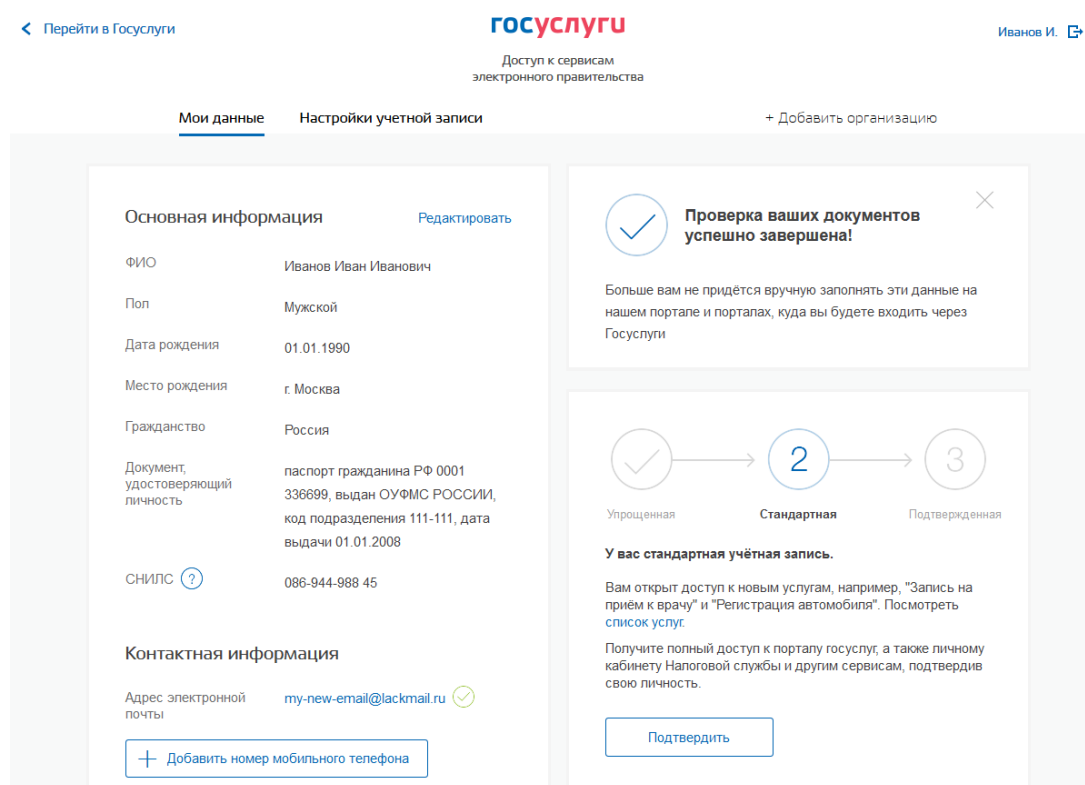 Перейти в Госуслуги
госуслуги
Иванов И.
Доступ к сервисам
электронного правительства
Мои данные
Настройки учетной записи
+ Добавить организацию
Основная информация
Редактировать
ФИО
Иванов Иван Иванович
Пол
Мужской
Дата рождения
01.01.1990
Место рождения
г. Москва
Гражданство
Россия
Документ,
удостоверяющий
личность
паспорт гражданина РФ 0001
336699, выдан ОУФМС РОССИИ,
код подразделения 111-111, дата
выдачи 01.01.2008
СНИЛС ?
086-944-988 45
Контактная информация
Адрес электронной
почты
my-new-email@lackmail.ru
+ Добавить номер мобильного телефона
Проверка ваших документов
успешно завершена!
Больше вам не придётся вручную заполнять эти данные на
нашем портале и порталах, куда вы будете входить через
Госуслуги
2
3
Упрощенная
Стандартная
Подтвержденная
У вас стандартная учётная запись.
Вам открыт доступ к новым услугам, например, "Запись на
приём к врачу" и "Регистрация автомобиля". Посмотреть
список услуг.
Получите полный доступ к порталу госуслуг, а также личному
кабинету Налоговой службы и другим сервисам, подтвердив
свою личность.
Подтвердить